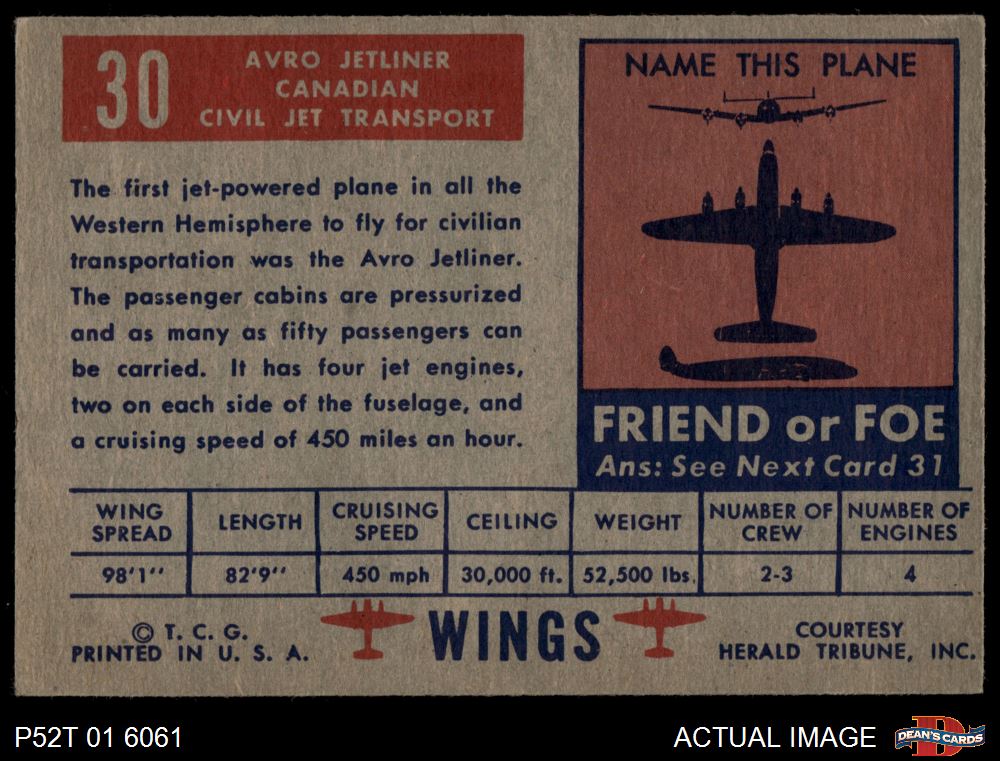 30
AVRO JETLINER
CANADIAN
CIVIL JET TRANSPORT
The first jet-powered plane in all the
Western Hemisphere to fly for civilian
transportation was the Avro Jetliner.
The passenger cabins are pressurized
and as many as fifty passengers can
be carried. It has four jet engines,
two on each side of the fuselage, and
a cruising speed of 450 miles an hour.
NAME THIS PLANE
FRIEND or FOE
Ans: See Next Card 31
WING SPREAD
LENGTH
CRUISING SPEED
CEILING
WEIGHT
NUMBER OF CREW
NUMBER OF ENGINES
98'1''
82'9''
450 mph
30,000 ft.
52,500 lbs.
2-3
4
© T. C. G.
PRINTED IN U. S. A.
WINGS
COURTESY
HERALD TRIBUNE, INC.
P52T 01 6061
ACTUAL IMAGE
D
DEAN'S CARDS